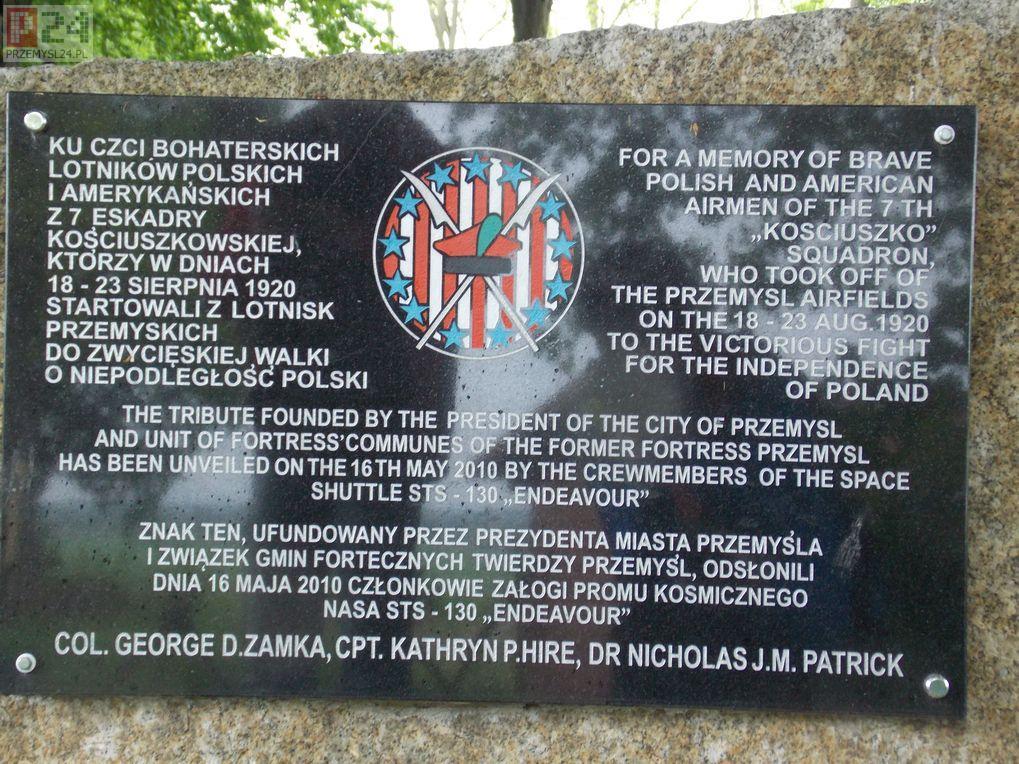 P24
PRZEMYSL24.PL
KU CZCI BOHATERSKICH
LOTNIKÓW POLSKICH
I AMERYKAŃSKICH
Z 7 ESKADRY
KOŚCIUSZKOWSKIEJ,
KTÓRZY W DNIACH
18 - 23 SIERPNIA 1920
STARTOWALI Z LOTNISK
PRZEMYSKICH
DO ZWYCIĘSKIEJ WALKI
O NIEPODLEGŁOŚĆ POLSKI
FOR A MEMORY OF BRAVE
POLISH AND AMERICAN
AIRMEN OF THE 7 TH
„KOSCIUSZKO”
SQUADRON,
WHO TOOK OFF OF
THE PRZEMYSL AIRFIELDS
ON THE 18 - 23 AUG.1920
TO THE VICTORIOUS FIGHT
FOR THE INDEPENDENCE
OF POLAND
THE TRIBUTE FOUNDED BY THE PRESIDENT OF THE CITY OF PRZEMYSL
AND UNIT OF FORTRESS’COMMUNES OF THE FORMER FORTRESS PRZEMYSL
HAS BEEN UNVEILED ON THE 16 TH MAY 2010 BY THE CREWMEMBERS OF THE SPACE
SHUTTLE STS - 130 „ENDEAVOUR”
ZNAK TEN, UFUNDOWANY PRZEZ PREZYDENTA MIASTA PRZEMYŚLA
I ZWIĄZEK GMIN FORTECZNYCH TWIERDZY PRZEMYŚL, ODSŁONILI
DNIA 16 MAJA 2010 CZŁONKOWIE ZAŁOGI PROMU KOSMICZNEGO
NASA STS - 130 „ENDEAVOUR”
COL. GEORGE D.ZAMKA, CPT. KATHRYN P.HIRE, DR NICHOLAS J.M. PATRICK